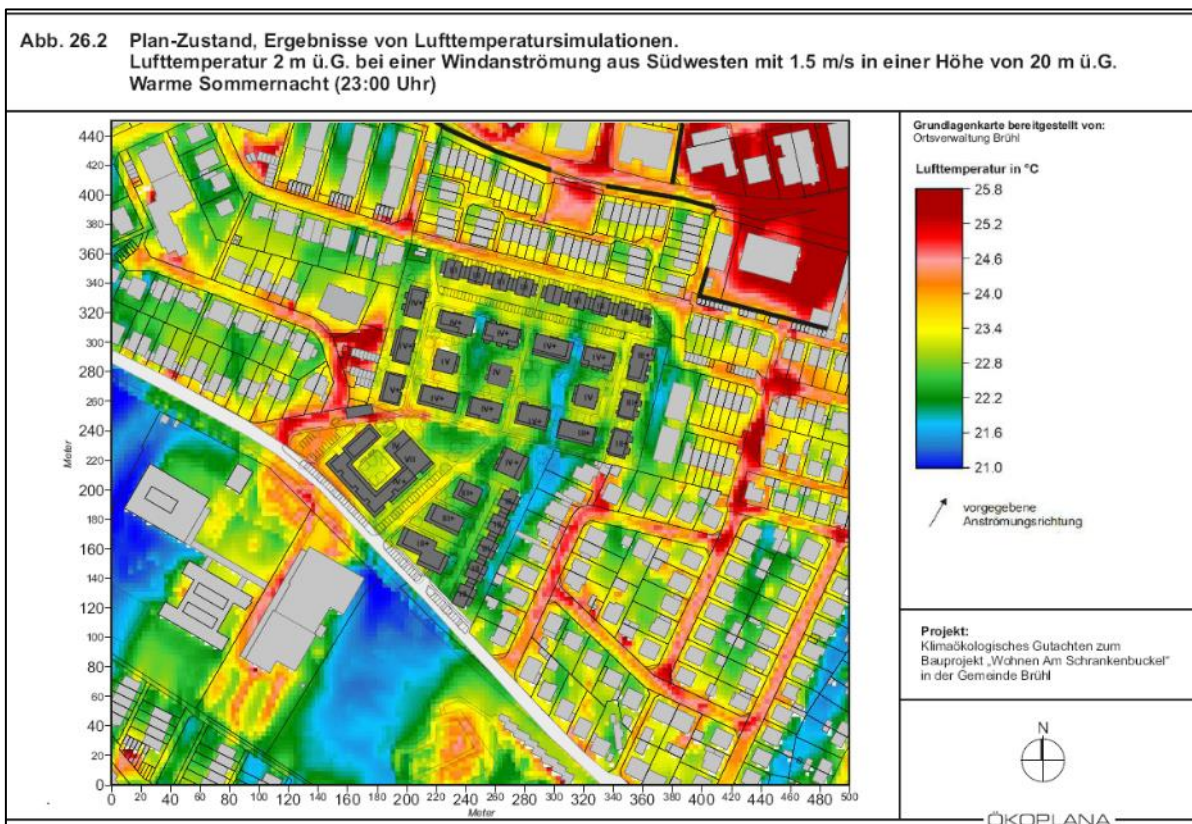 Abb. 26.2 Plan-Zustand, Ergebnisse von Lufttemperatursimulationen.
Lufttemperatur 2 m ü.G. bei einer Windanströmung aus Südwesten mit 1.5 m/s in einer Höhe von 20 m ü.G.
Warme Sommernacht (23:00 Uhr)
440
420
400
380
360
340
320
300
280
260
240
220
200
180
160
140
120
100
80
60
40
20
0
Meter
0 20 40 60 80 100 120 140 160 180 200 220 240 260 280 300 320 340 360 380 400 420 440 460 480 500
Meter
Grundlagenkarte bereitgestellt von:
Ortsverwaltung Brühl
Lufttemperatur in °C
25.8
25.2
24.6
24.0
23.4
22.8
22.2
21.6
21.0
vorgegebene
Anströmungsrichtung
Projekt:
Klimaökologisches Gutachten zum
Bauprojekt „Wohnen Am Schrankenbuckel"
in der Gemeinde Brühl
N
ÖKOPLANA